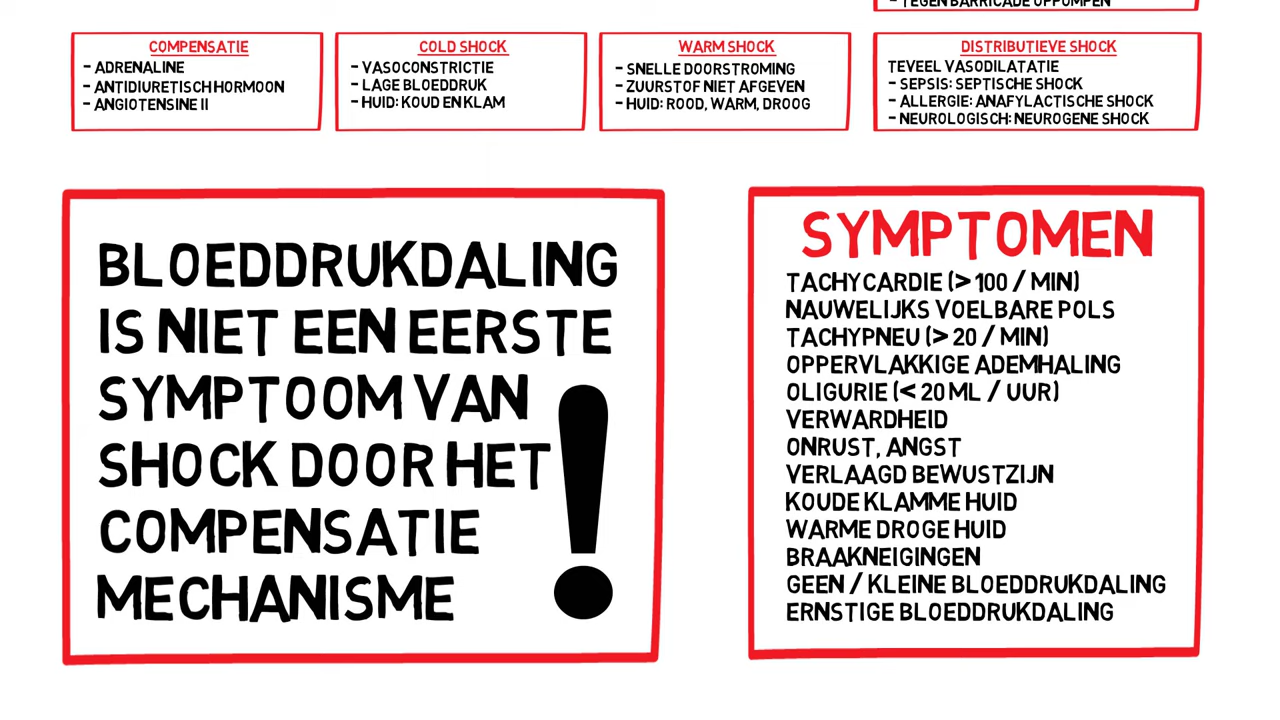 - TEGEN BARRICADE OPPOMPEN
COMPENSATIE
- ADRENALINE
- ANTIDIURETISCH HORMOON
- ANGIOTENSINE II
COLD SHOCK
- VASOCONSTRICTIE
- LAGE BLOEDDRUK
- HUID: KOUD EN KLAM
WARM SHOCK
- SNELLE DOORSTROMING
- ZUURSTOF NIET AFGEVEN
- HUID: ROOD, WARM, DROOG
DISTRIBUTIEVE SHOCK
TEVEEL VASODILATATIE
- SEPSIS: SEPTISCHE SHOCK
- ALLERGIE: ANAFYLACTISCHE SHOCK
- NEUROLOGISCH: NEUROGENE SHOCK
BLOEDDRUKDALING
IS NIET EEN EERSTE
SYMPTOOM VAN
SHOCK DOOR HET
COMPENSATIE
MECHANISME
!
SYMPTOMEN
TACHYCARDIE (> 100 / MIN)
NAUWELIJKS VOELBARE POLS
TACHYPNEU (> 20 / MIN)
OPPERVLAKKIGE ADEMHALING
OLIGURIE (< 20 ML / UUR)
VERWARDHEID
ONRUST, ANGST
VERLAAGD BEWUSTZIJN
KOUDE KLAMME HUID
WARME DROGE HUID
BRAAKNEIGINGEN
GEEN / KLEINE BLOEDDRUKDALING
ERNSTIGE BLOEDDRUKDALING